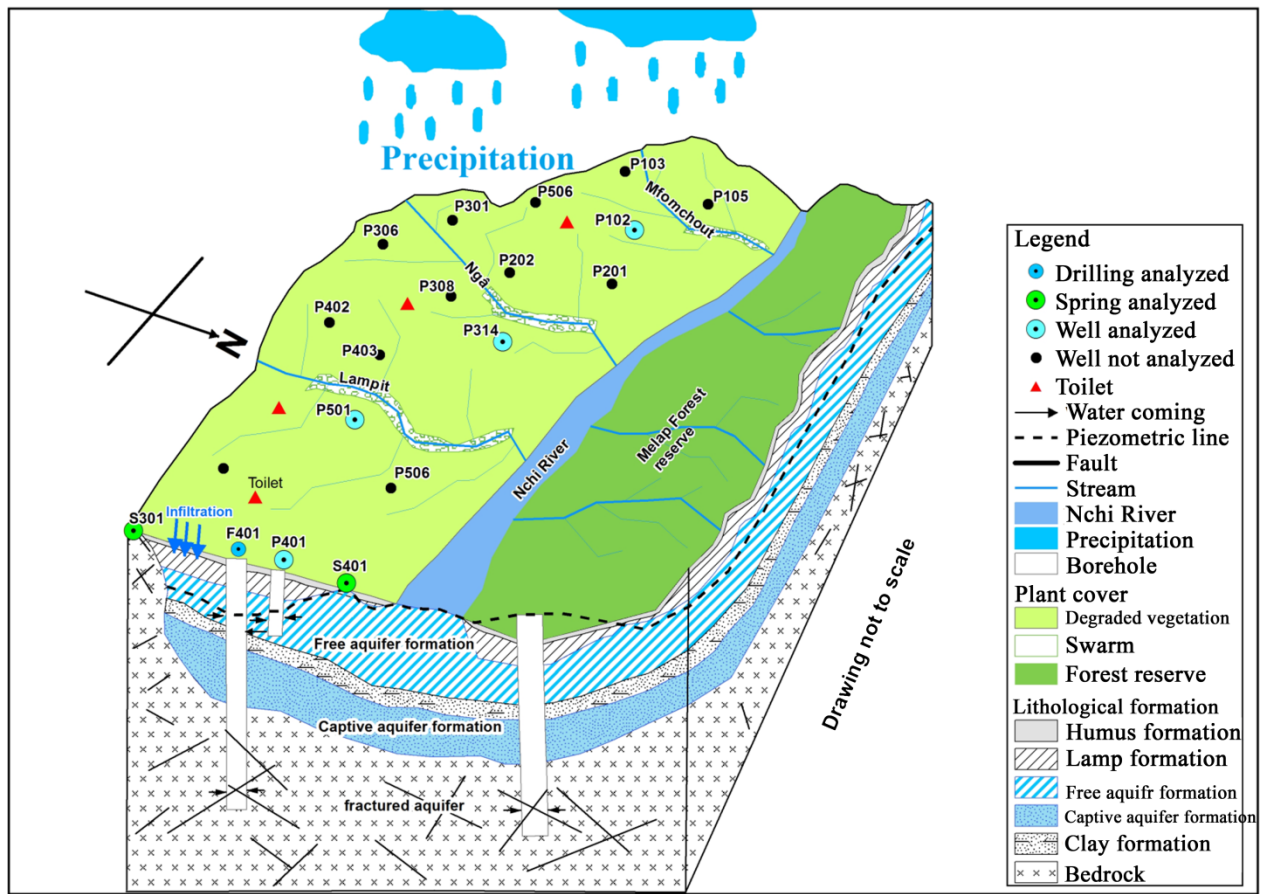 Precipitation
P103
P506
P105
P301
P102
Mfomchout
P306
P202
Ngâ
P201
P308
P402
P314
N
P403
Lampit
P501
Melap Forest
reserve
P506
Nchi River
Toilet
Infiltration
S301
F401
P401
S401
Free aquifer formation
Captive aquifer formation
fractured aquifer
Drawing not to scale
Legend
Drilling analyzed
Spring analyzed
Well analyzed
Well not analyzed
Toilet
Water coming
Piezometric line
Fault
Stream
Nchi River
Precipitation
Borehole
Plant cover
Degraded vegetation
Swarm
Forest reserve
Lithological formation
Humus formation
Lamp formation
Free aquifr formation
Captive aquifer formation
Clay formation
Bedrock